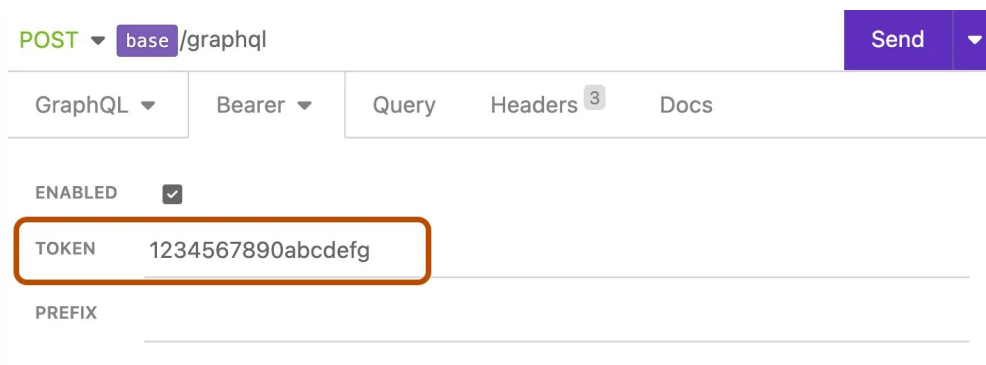 POST base /graphql Send
GraphQL Bearer Query Headers 3 Docs
ENABLED
TOKEN 1234567890abcdefg
PREFIX